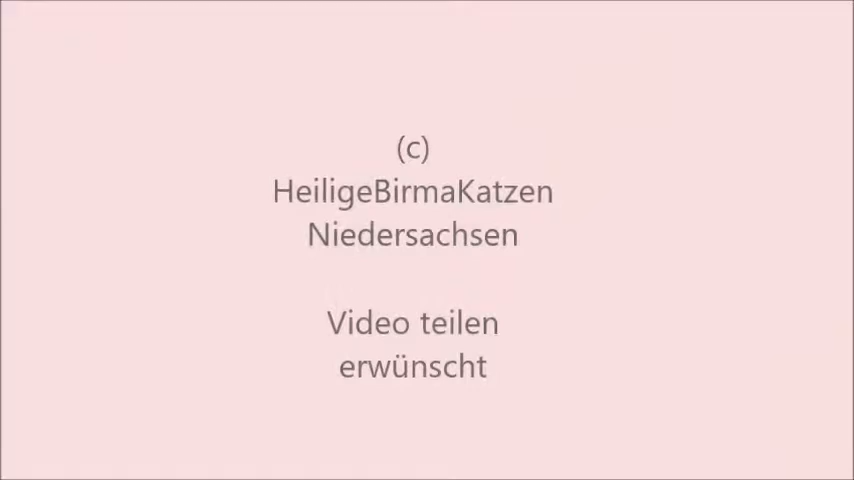 (c)
HeiligeBirmaKatzen
Niedersachsen
Video teilen
erwünscht